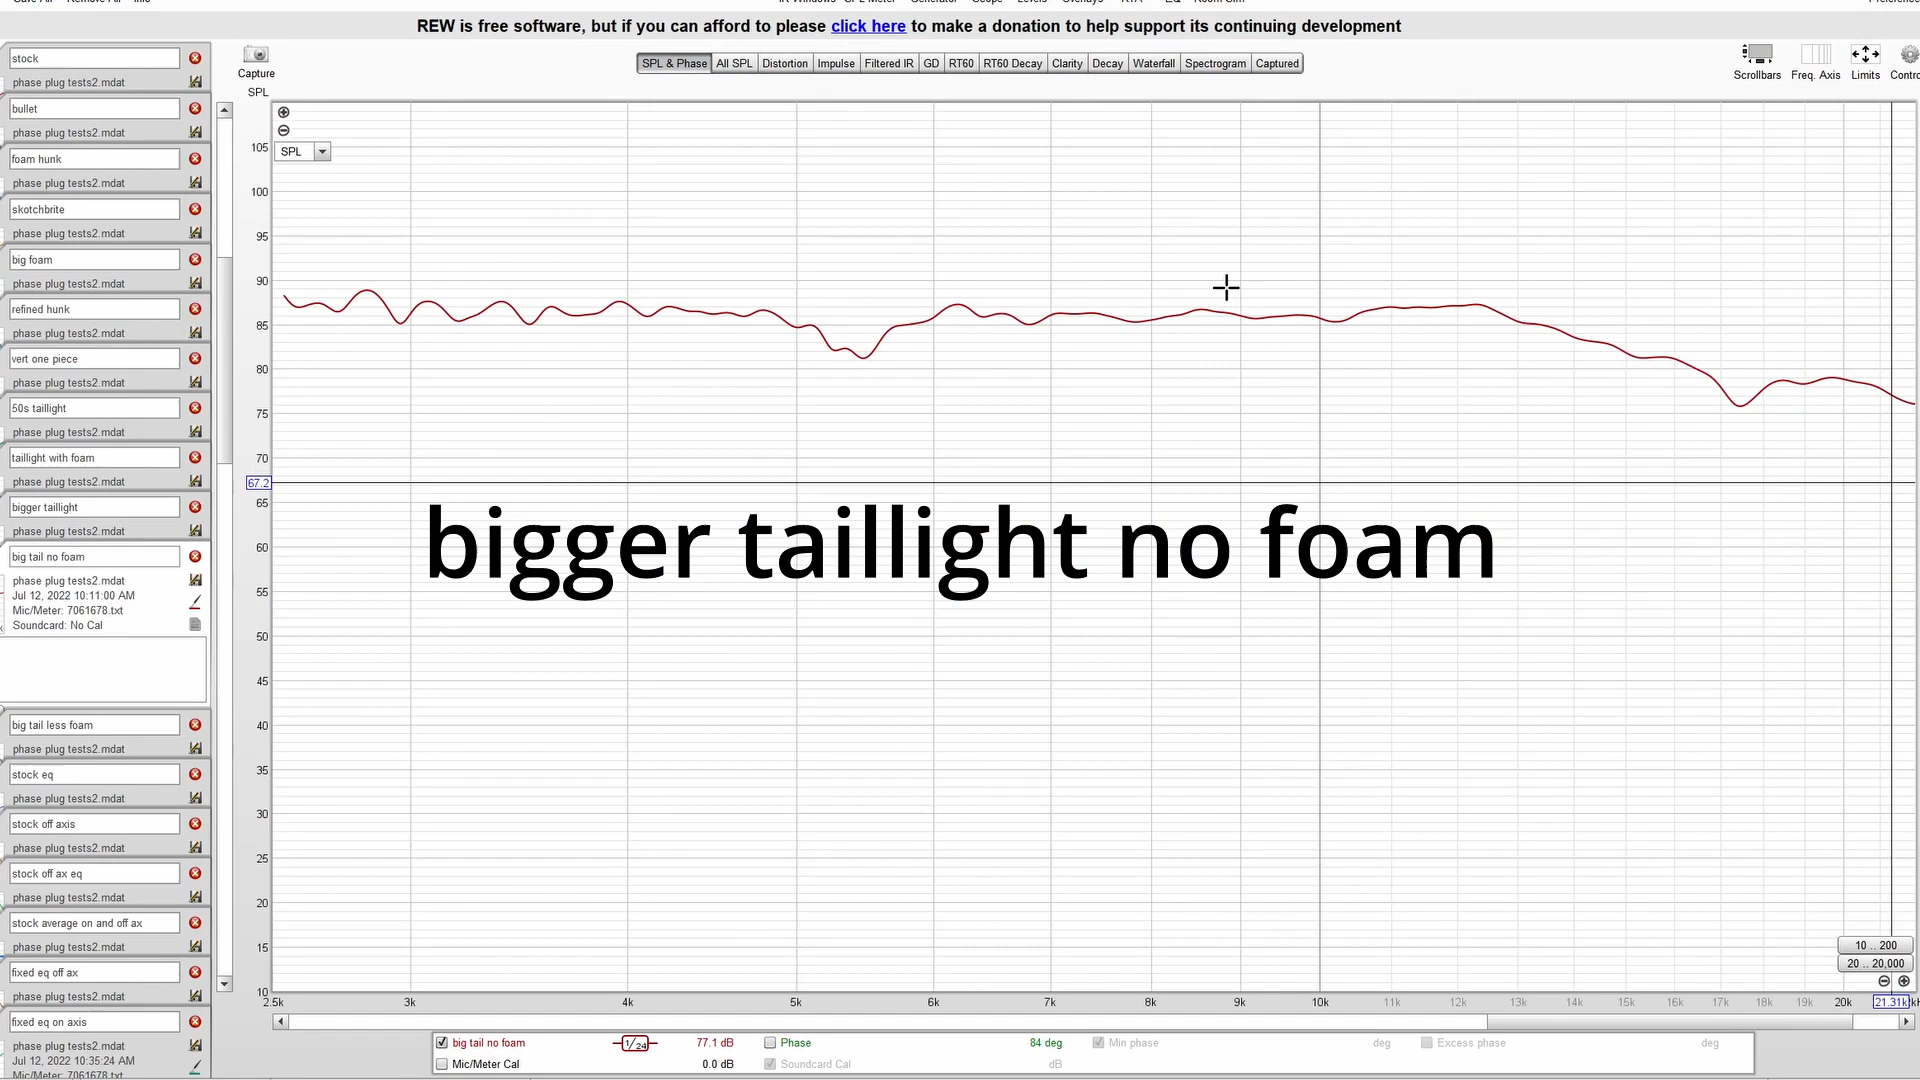 REW is free software, but if you can afford to please click here to make a donation to help support its continuing development
stock
phase plug tests2.mdat
bullet
phase plug tests2.mdat
foam hunk
phase plug tests2.mdat
skotchbrite
phase plug tests2.mdat
big foam
phase plug tests2.mdat
refined hunk
phase plug tests2.mdat
vert one piece
phase plug tests2.mdat
50s taillight
phase plug tests2.mdat
taillight with foam
phase plug tests2.mdat
bigger taillight
phase plug tests2.mdat
big tail no foam
phase plug tests2.mdat
Jul 12, 2022 10:11:00 AM
Mic/Meter: 7061678.txt
Soundcard: No Cal
big tail less foam
phase plug tests2.mdat
stock eq
phase plug tests2.mdat
stock off axis
phase plug tests2.mdat
stock off ax eq
phase plug tests2.mdat
stock average on and off ax
phase plug tests2.mdat
fixed eq off ax
phase plug tests2.mdat
fixed eq on axis
phase plug tests2.mdat
Jul 12, 2022 10:35:24 AM
Mic/Meter: 7061678.txt
Capture
SPL & Phase All SPL Distortion Impulse Filtered IR GD RT60 RT60 Decay Clarity Decay Waterfall Spectrogram Captured
Scrollbars Freq. Axis Limits
SPL
SPL
105
100
95
90
85
80
75
70
67.2
65
60
55
50
45
40
35
30
25
20
15
10
bigger taillight no foam
10 .. 200
20 .. 20,000
2.5k 3k 4k 5k 6k 7k 8k 9k 10k 11k 12k 13k 14k 15k 16k 17k 18k 19k 20k 21.31k
big tail no foam 1/24 77.1 dB Phase 84 deg Min phase deg Excess phase deg
Mic/Meter Cal 0.0 dB Soundcard Cal dB